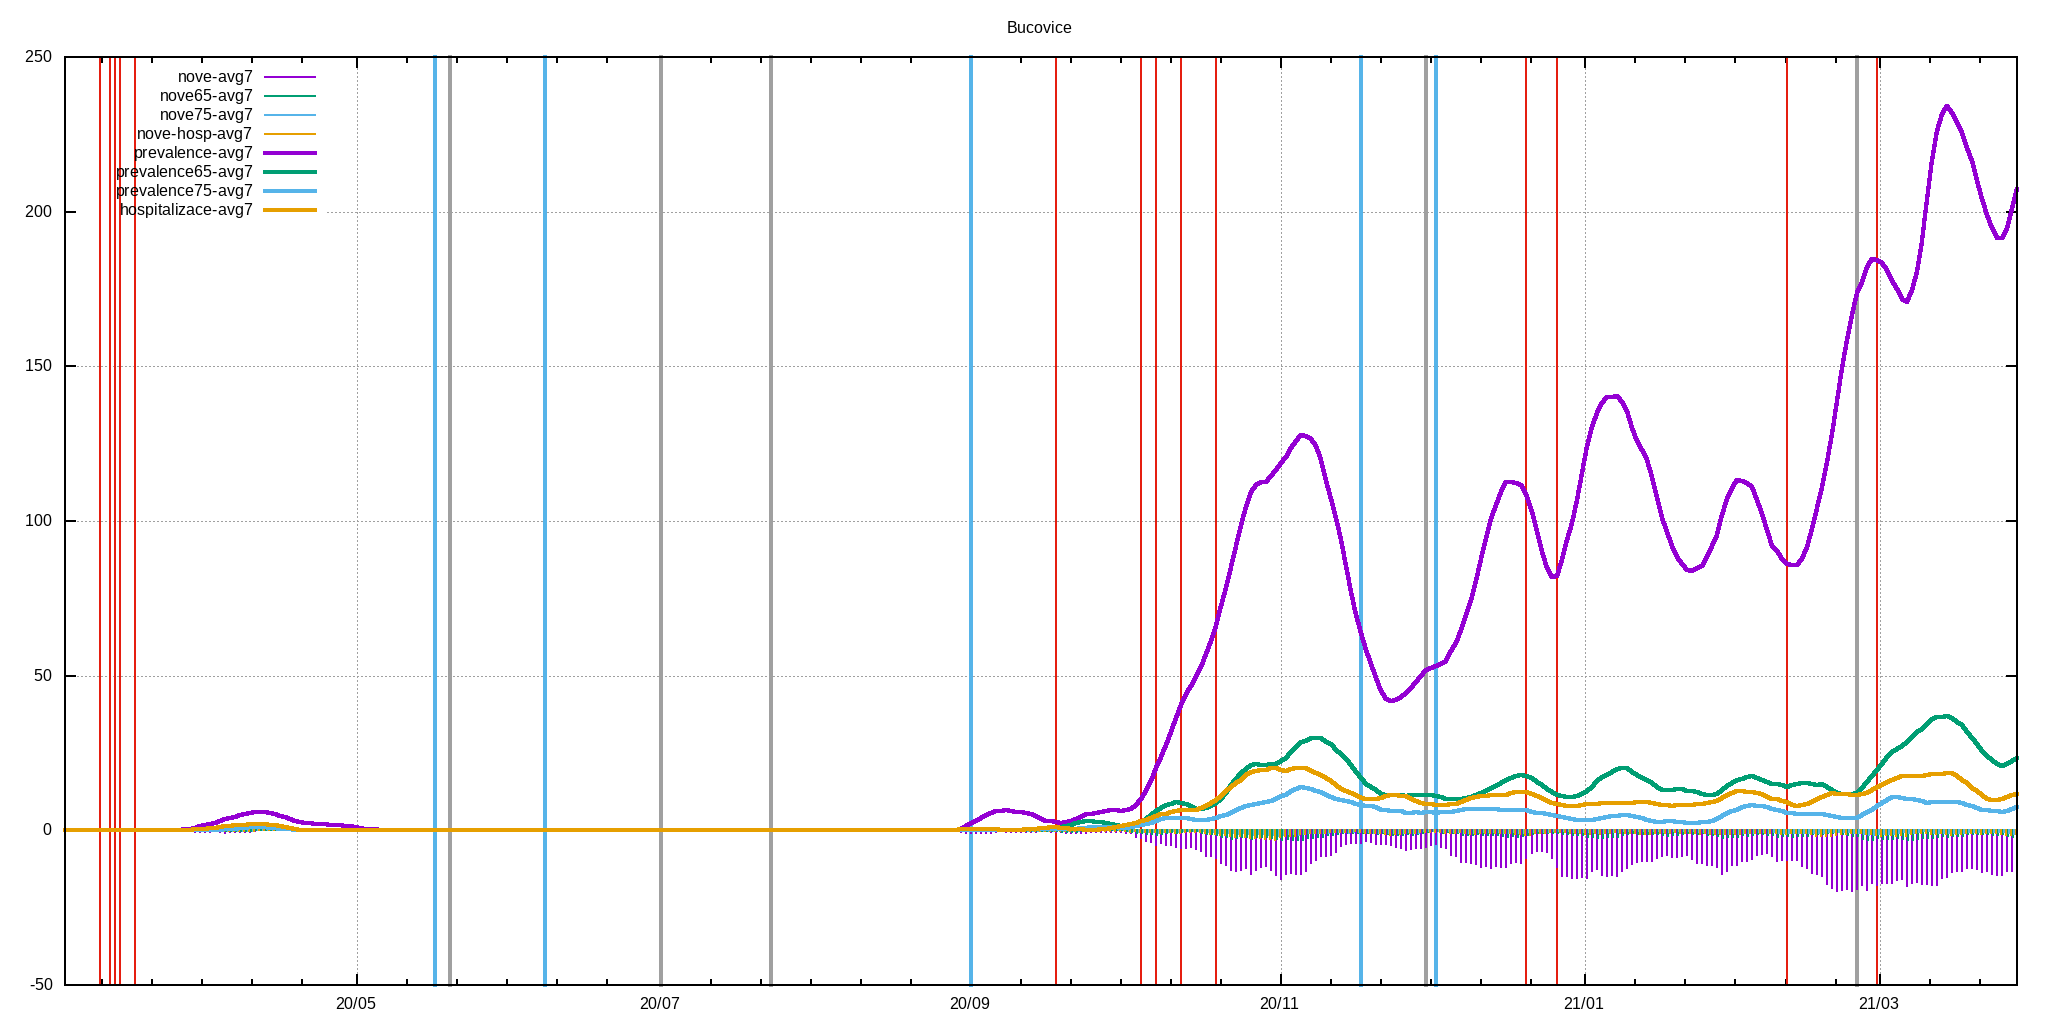 Bucovice
250
nove-avg7
nove65-avg7
nove75-avg7
nove-hosp-avg7
prevalence-avg7
prevalence65-avg7
prevalence75-avg7
hospitalizace-avg7
200
150
100
50
0
-50
20/05 20/07 20/09 20/11 21/01 21/03